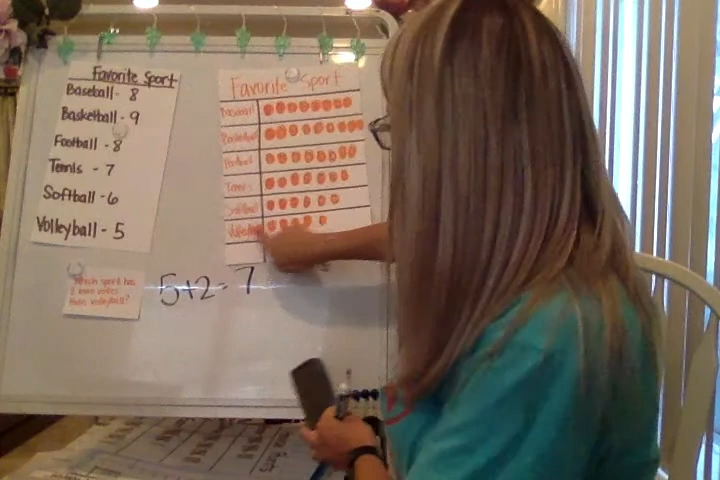 Favorite Sport
Baseball - 8
Basketball - 9
Football - 8
Tennis - 7
Softball - 6
Volleyball - 5
Favorite Sport
Baseball
Basketball
Football
Tennis
Softball
Volleyball
Which sport has
2 more votes
than volleyball?
5+2=7